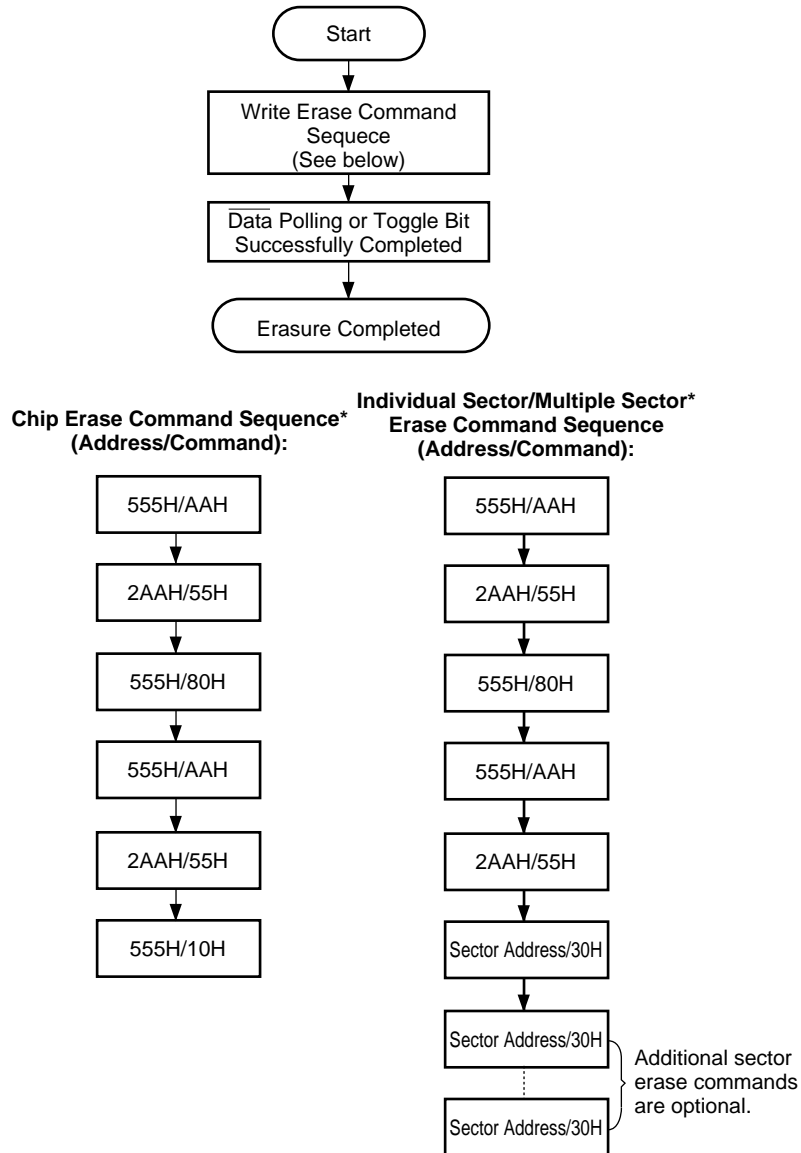 Start
Write Erase Command
Sequece
(See below)
Data Polling or Toggle Bit
Successfully Completed
Erasure Completed
Chip Erase Command Sequence*
(Address/Command):
555H/AAH
2AAH/55H
555H/80H
555H/AAH
2AAH/55H
555H/10H
Individual Sector/Multiple Sector*
Erase Command Sequence
(Address/Command):
555H/AAH
2AAH/55H
555H/80H
555H/AAH
2AAH/55H
Sector Address/30H
Sector Address/30H
Sector Address/30H
Additional sector
erase commands
are optional.